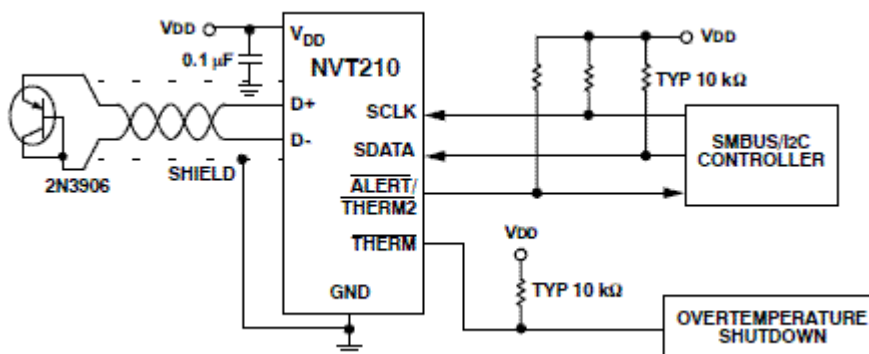 VDD
0.1 μF
2N3906
SHIELD
VDD
NVT210
D+
D-
SCLK
SDATA
ALERT/
THERM2
THERM
GND
VDD
TYP 10 kΩ
SMBUS/I2C
CONTROLLER
VDD
TYP 10 kΩ
OVERTEMPERATURE
SHUTDOWN